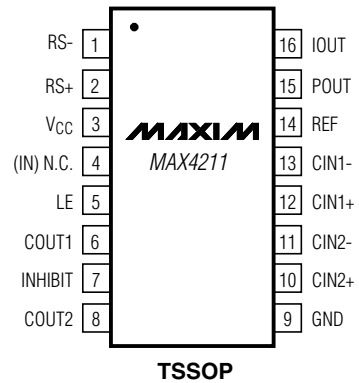 RS- 1
RS+ 2
VCC 3
(IN) N.C. 4
LE 5
COUT1 6
INHIBIT 7
COUT2 8
MAXIM
MAX4211
16 IOUT
15 POUT
14 REF
13 CIN1-
12 CIN1+
11 CIN2-
10 CIN2+
9 GND
TSSOP